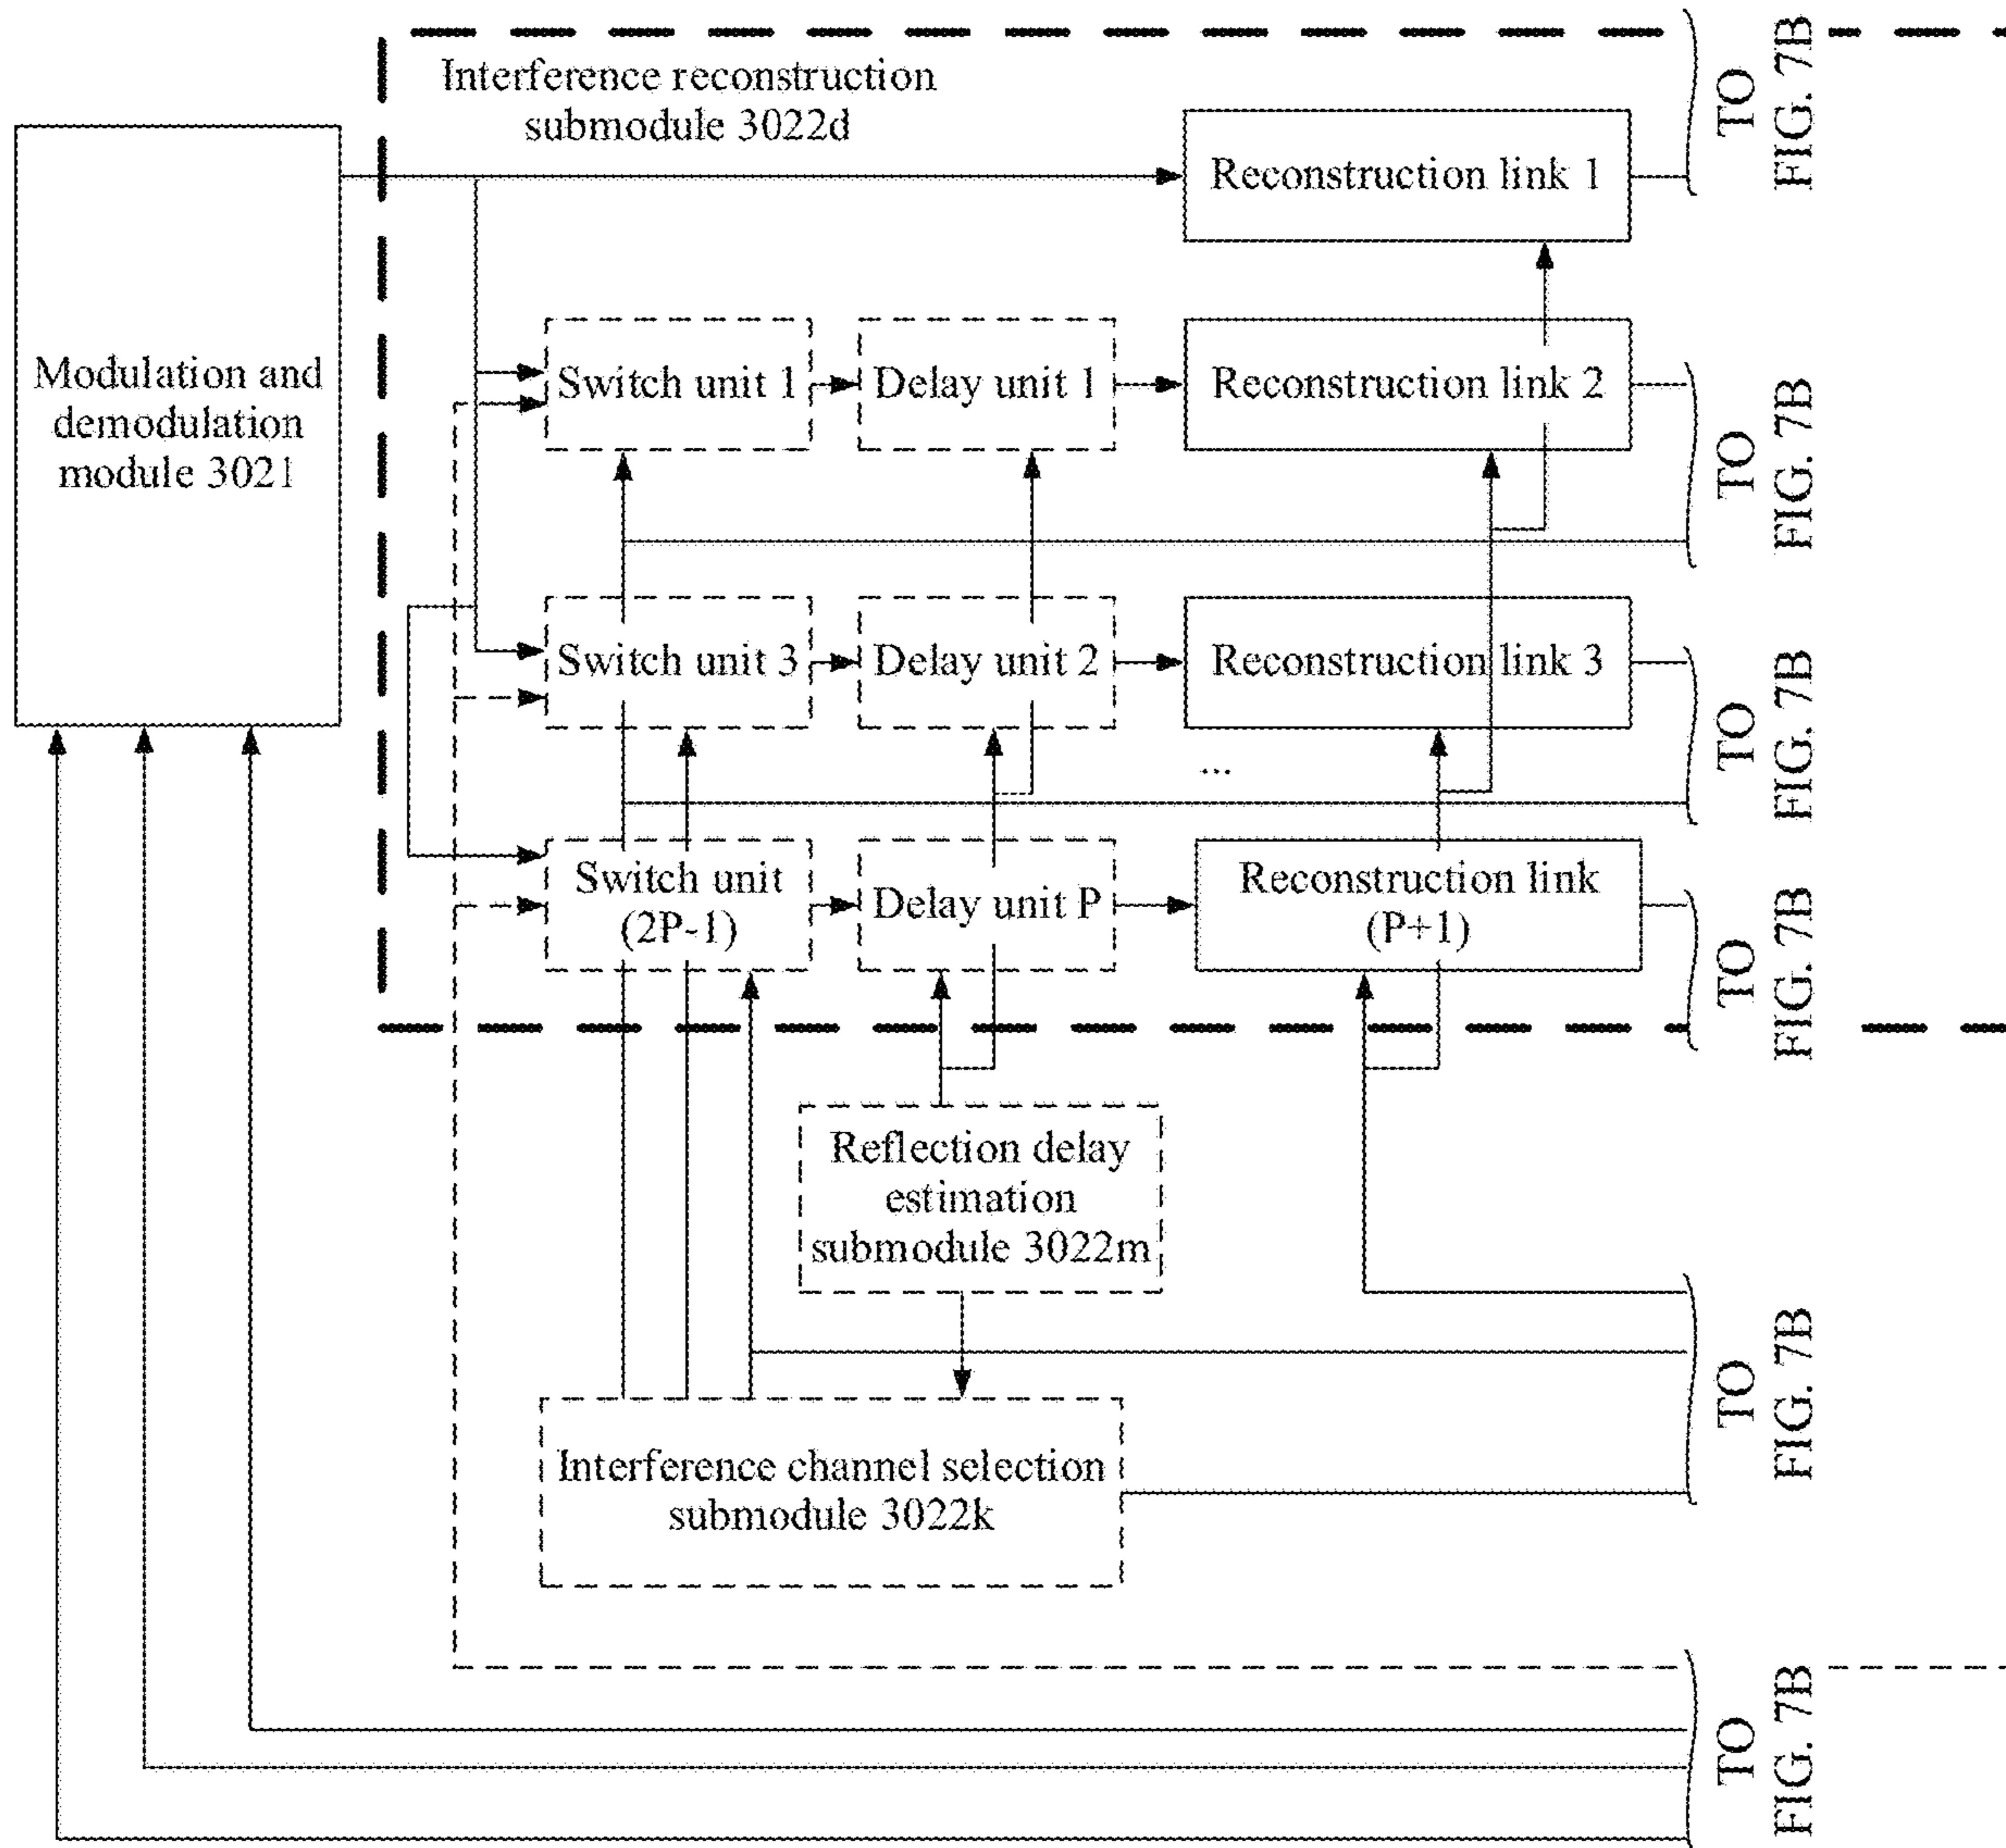 Interference reconstruction
submodule 3022d
TO
FIG. 7B
Reconstruction link 1
Modulation and
demodulation
module 3021
Switch unit 1
Delay unit 1
Reconstruction link 2
TO
FIG. 7B
Switch unit 3
Delay unit 2
Reconstruction link 3
TO
FIG. 7B
...
Switch unit
(2P-1)
Delay unit P
Reconstruction link
(P+1)
TO
FIG. 7B
Reflection delay
estimation
submodule 3022m
TO
FIG. 7B
Interference channel selection
submodule 3022k
TO
FIG. 7B